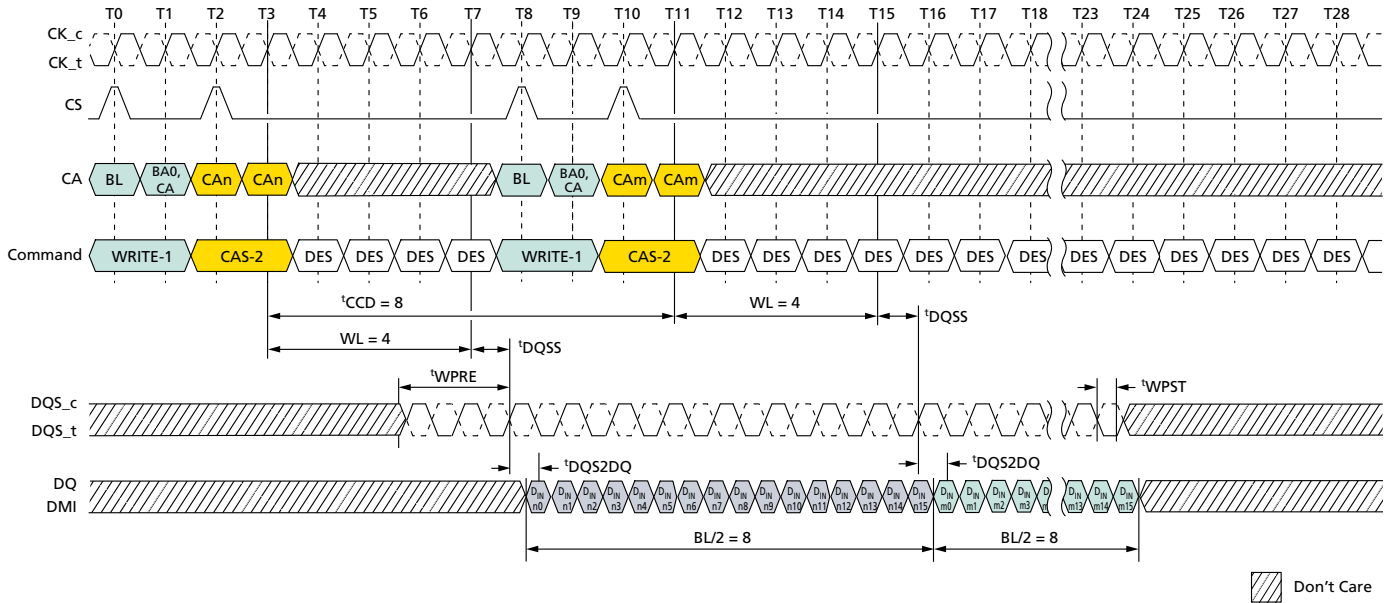 T0 T1 T2 T3 T4 T5 T6 T7 T8 T9 T10 T11 T12 T13 T14 T15 T16 T17 T18 T23 T24 T25 T26 T27 T28
CK_c
CK_t
CS
CA BL BA0, CA CAn CAn BL BA0, CA CAm CAm
Command WRITE-1 CAS-2 DES DES DES DES WRITE-1 CAS-2 DES DES DES DES DES DES DES DES DES DES DES DES DES
tCCD = 8 WL = 4 tDQSS
WL = 4 tDQSS
tWPRE tWPST
DQS_c
DQS_t
tDQS2DQ tDQS2DQ
DQ DIN n0 DIN n1 DIN n2 DIN n3 DIN n4 DIN n5 DIN n6 DIN n7 DIN n8 DIN n9 DIN n10 DIN n11 DIN n12 DIN n13 DIN n14 DIN n15 DIN m0 DIN m1 DIN m2 DIN m3 DIN m13 DIN m14 DIN m15
DMI
BL/2 = 8 BL/2 = 8
Don't Care